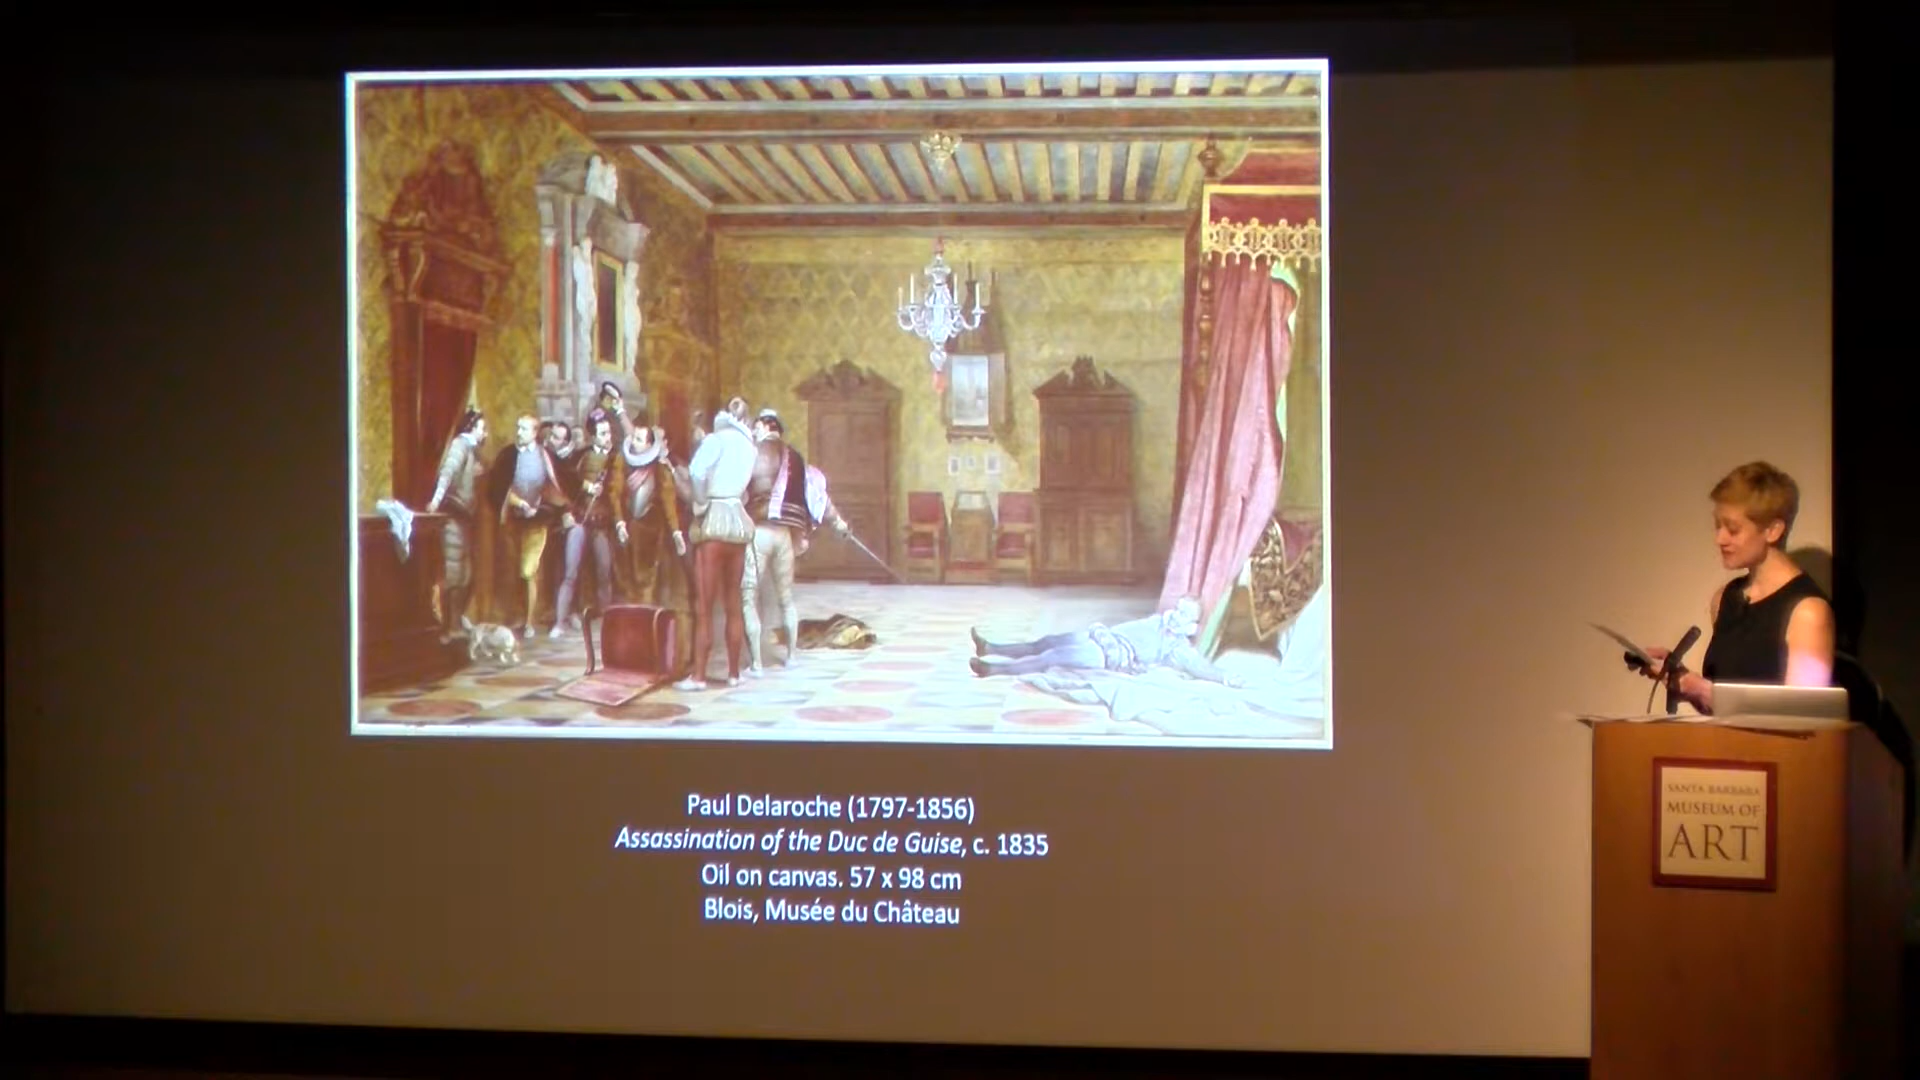 Paul Delaroche (1797-1856)
Assassination of the Duc de Guise, c. 1835
Oil on canvas. 57 x 98 cm
Blois, Musée du Château
SANTA BARBARA
MUSEUM OF
ART